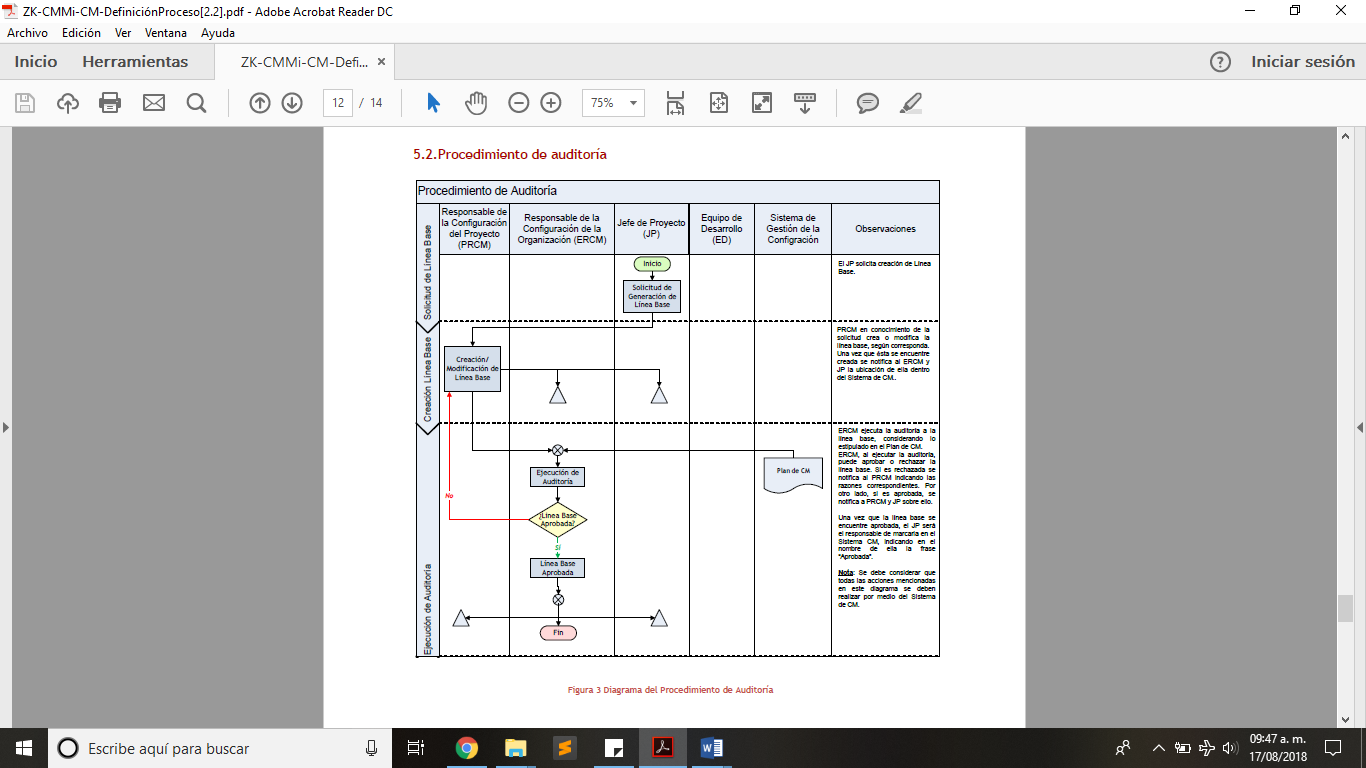 ZK-CMMi-CM-DefiniciónProceso[2.2].pdf - Adobe Acrobat Reader DC
Archivo Edición Ver Ventana Ayuda
Inicio Herramientas ZK-CMMi-CM-Defi... × ? Iniciar sesión
12 / 14 75%
5.2.Procedimiento de auditoría
Procedimiento de Auditoría
Responsable de
la Configuración
del Proyecto
(PRCM)
Responsable de la
Configuración de la
Organización (ERCM)
Jefe de Proyecto
(JP)
Equipo de
Desarrollo
(ED)
Sistema de
Gestión de la
Configración
Observaciones
Solicitud de Línea Base
Inicio
Solicitud de
Generación de
Línea Base
El JP solicita creación de Línea
Base.
Creación Línea Base
Creación/
Modificación de
Línea Base
PRCM en conocimiento de la
solicitud crea o modifica la
línea base, según corresponda.
Una vez que ésta se encuentre
creada se notifica al ERCM y
JP la ubicación de ella dentro
del Sistema de CM..
Ejecución de Auditoría
Plan de CM
Ejecución de
Auditoría
¿Línea Base
Aprobada?
No
Si
Línea Base
Aprobada
Fin
ERCM ejecuta la auditoría a la
línea base, considerando lo
estipulado en el Plan de CM.
ERCM, al ejecutar la auditoría,
puede aprobar o rechazar la
línea base. Si es rechazada se
notifica al PRCM indicando las
razones correspondientes. Por
otro lado, si es aprobada, se
notifica a PRCM y JP sobre ello.
Una vez que la línea base se
encuentre aprobada, el JP será
el responsable de marcarla en el
Sistema CM, indicando en el
nombre de ella la frase
"Aprobada".
Nota: Se debe considerar que
todas las acciones mencionadas
en este diagrama se deben
realizar por medio del Sistema
de CM.
Figura 3 Diagrama del Procedimiento de Auditoría
Escribe aquí para buscar
09:47 a. m.
17/08/2018